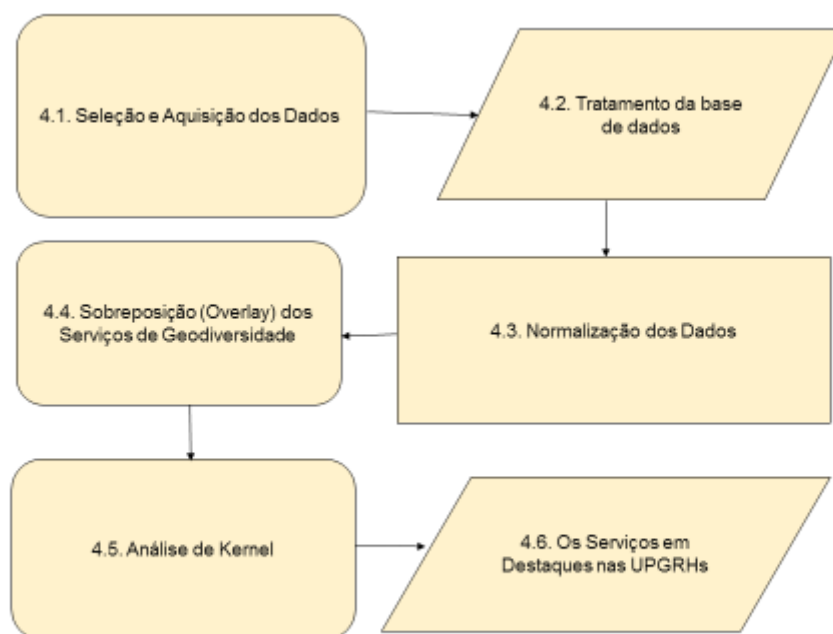 4.1. Seleção e Aquisição dos Dados
4.2. Tratamento da base
de dados
4.3. Normalização dos Dados
4.4. Sobreposição (Overlay) dos
Serviços de Geodiversidade
4.5. Análise de Kernel
4.6. Os Serviços em
Destaques nas UPGRHs